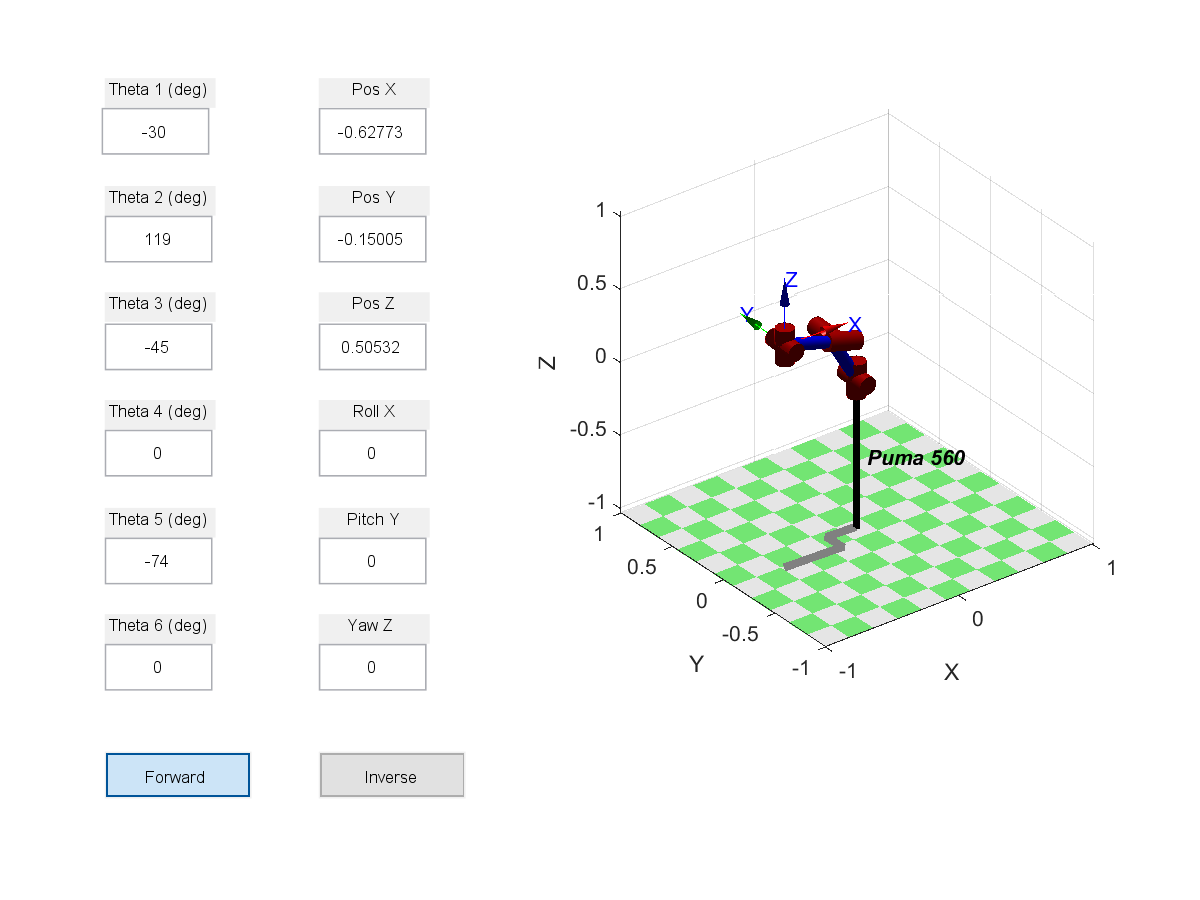 Theta 1 (deg)
-30
Pos X
-0.62773
Theta 2 (deg)
119
Pos Y
-0.15005
Theta 3 (deg)
-45
Pos Z
0.50532
Theta 4 (deg)
0
Roll X
0
Theta 5 (deg)
-74
Pitch Y
0
Theta 6 (deg)
0
Yaw Z
0
Forward
Inverse
1
0.5
0
-0.5
-1
Z
Z
Y
X
Puma 560
1
0.5
0
-0.5
-1
Y
-1
0
1
X